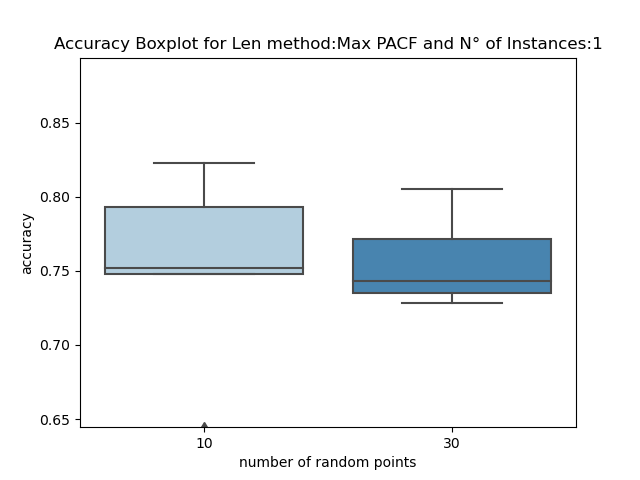 Accuracy Boxplot for Len method:Max PACF and N° of Instances:1
0.85
0.80
0.75
0.70
0.65
accuracy
10
30
number of random points